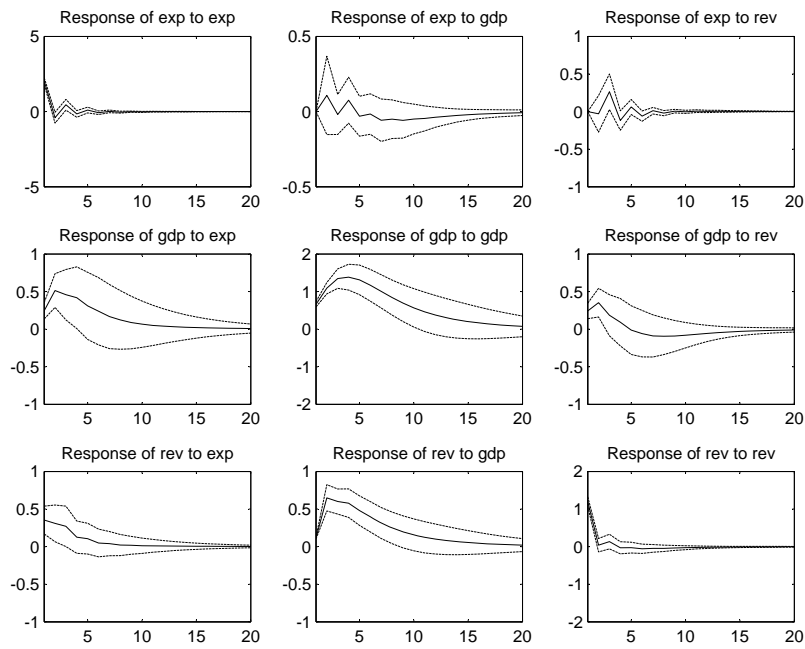 Response of exp to exp
Response of exp to gdp
Response of exp to rev
5
0
-5
5 10 15 20
0.5
0
-0.5
5 10 15 20
1
0.5
0
-0.5
-1
5 10 15 20
Response of gdp to exp
Response of gdp to gdp
Response of gdp to rev
1
0.5
0
-0.5
-1
5 10 15 20
2
1
0
-1
-2
5 10 15 20
1
0.5
0
-0.5
-1
5 10 15 20
Response of rev to exp
Response of rev to gdp
Response of rev to rev
1
0.5
0
-0.5
-1
5 10 15 20
1
0.5
0
-0.5
-1
5 10 15 20
2
1
0
-1
-2
5 10 15 20